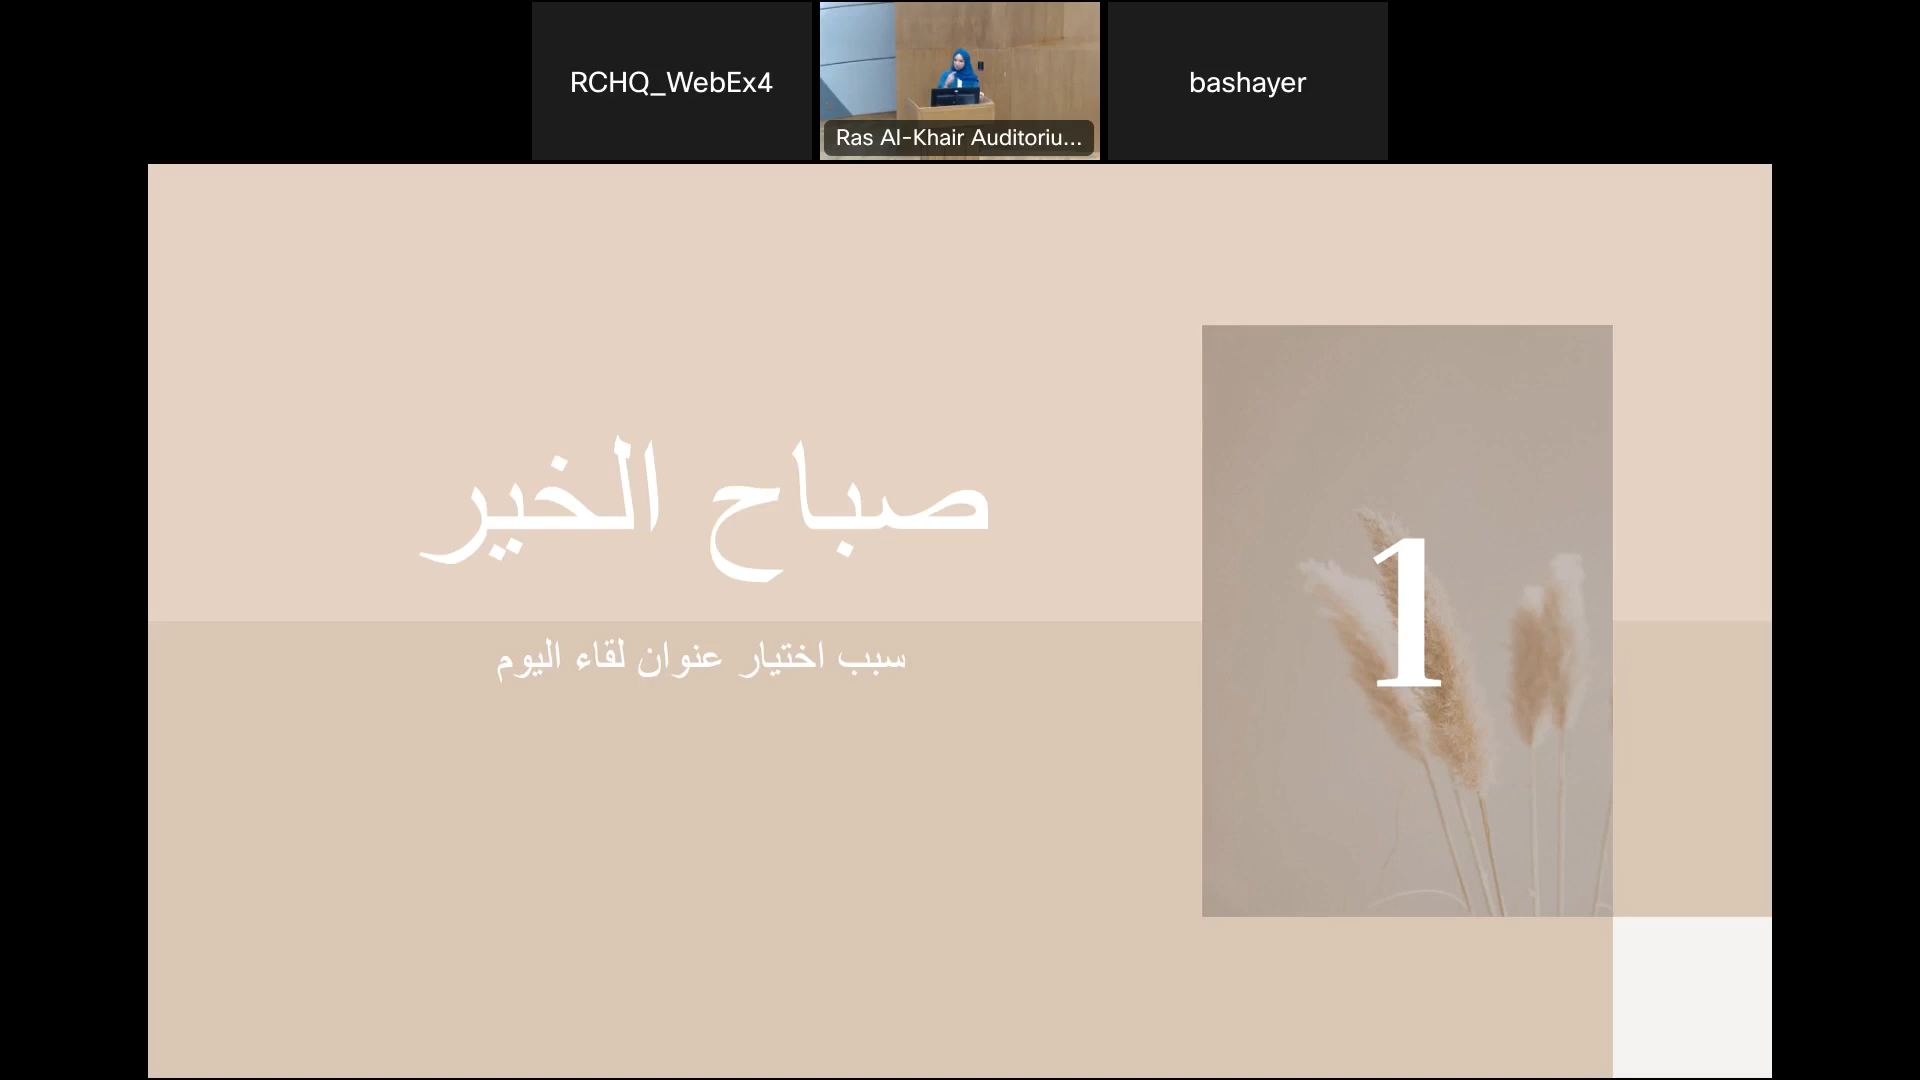 RCHQ_WebEx4
Ras Al-Khair Auditoriu...
bashayer
صباح الخير
سبب اختيار عنوان لقاء اليوم
1